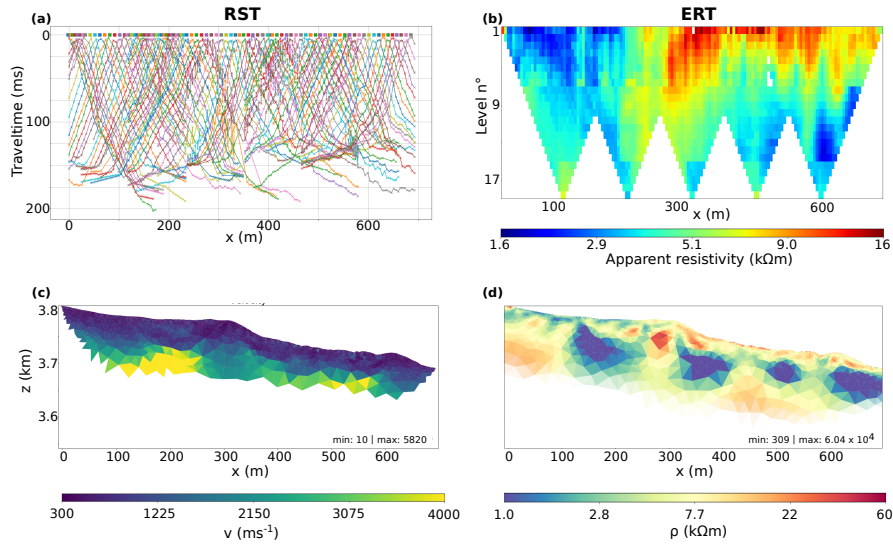 (a)
RST
0
100
200
Traveltime (ms)
0
200
400
600
x (m)
(b)
ERT
1
9
17
Level n°
100
300
600
x (m)
1.6
2.9
5.1
9.0
16
Apparent resistivity (kΩm)
(c)
3.8
3.7
3.6
z (km)
min: 10 | max: 5820
0
100
200
300
400
500
600
x (m)
300
1225
2150
3075
4000
v (ms⁻¹)
(d)
min: 309 | max: 6.04 x 10⁴
0
100
200
300
400
500
600
x (m)
1.0
2.8
7.7
22
60
ρ (kΩm)